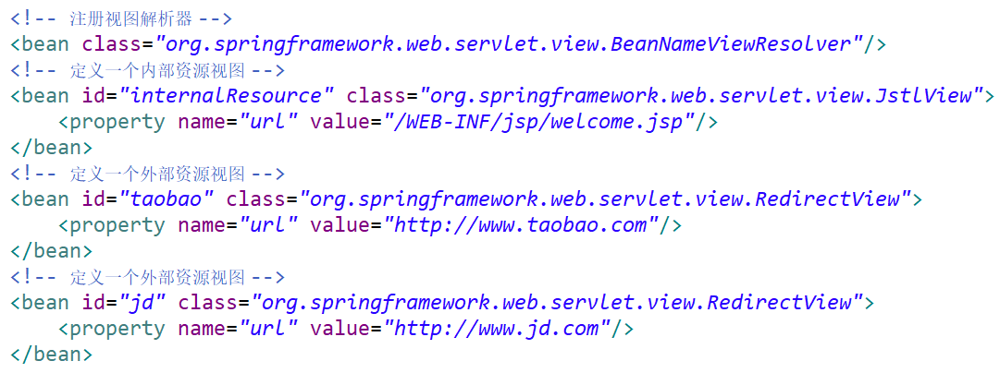 <!-- 注册视图解析器 -->
<bean class="org.springframework.web.servlet.view.BeanNameViewResolver"/>
<!-- 定义一个内部资源视图 -->
<bean id="internalResource" class="org.springframework.web.servlet.view.JstlView">
    <property name="url" value="/WEB-INF/jsp/welcome.jsp"/>
</bean>
<!-- 定义一个外部资源视图 -->
<bean id="taobao" class="org.springframework.web.servlet.view.RedirectView">
    <property name="url" value="http://www.taobao.com"/>
</bean>
<!-- 定义一个外部资源视图 -->
<bean id="jd" class="org.springframework.web.servlet.view.RedirectView">
    <property name="url" value="http://www.jd.com"/>
</bean>